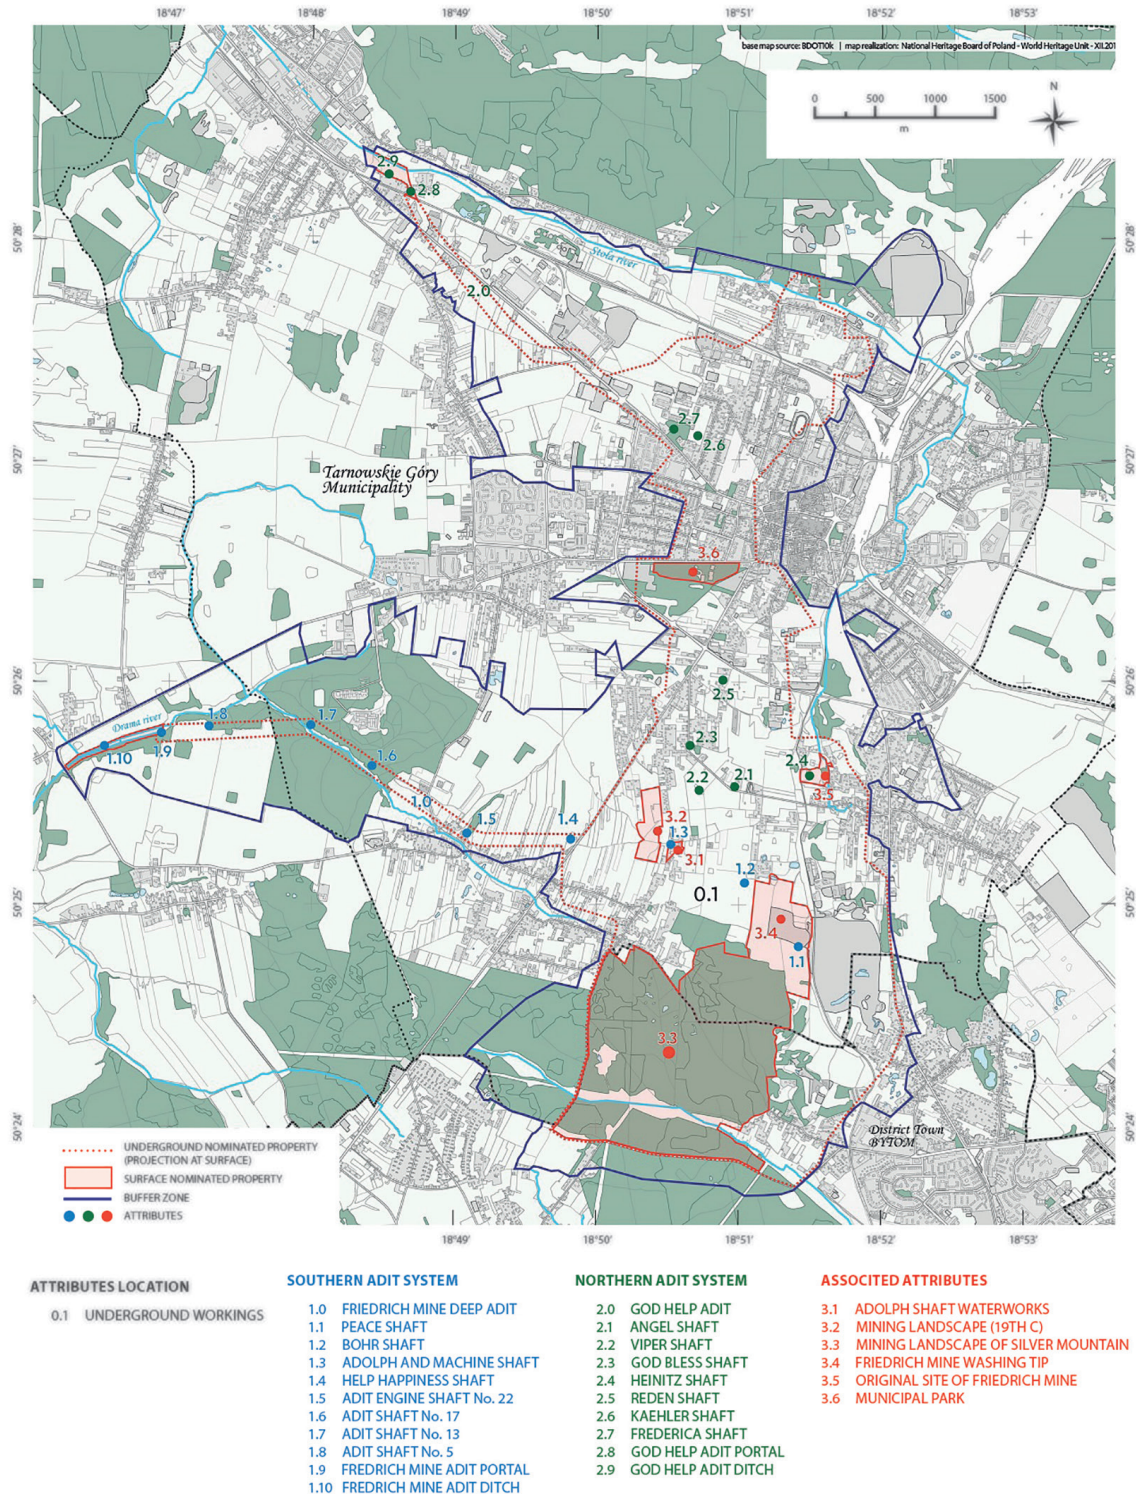 18°47' 18°48' 18°49' 18°50' 18°51' 18°52' 18°53'
base map source: BDOT10k | map realization: National Heritage Board of Poland - World Heritage Unit - XII.201
0 500 1000 1500
m
N
2.9
2.8
50°28' 50°28'
Stoła river
2.0
2.7
2.6
50°27' 50°27'
Tarnowskie Góry
Municipality
3.6
50°26' 50°26'
2.5
Drama river
1.8
1.7
1.9
1.10
1.6
2.3
2.4
2.2
2.1
3.5
1.0
1.5
1.4
3.2
1.3
3.1
1.2
0.1
50°25' 50°25'
3.4
1.1
3.3
50°24' 50°24'
District Town
BYTOM
UNDERGROUND NOMINATED PROPERTY
(PROJECTION AT SURFACE)
SURFACE NOMINATED PROPERTY
BUFFER ZONE
ATTRIBUTES
18°49' 18°50' 18°51' 18°52' 18°53'
ATTRIBUTES LOCATION
0.1 UNDERGROUND WORKINGS
SOUTHERN ADIT SYSTEM
1.0 FRIEDRICH MINE DEEP ADIT
1.1 PEACE SHAFT
1.2 BOHR SHAFT
1.3 ADOLPH AND MACHINE SHAFT
1.4 HELP HAPPINESS SHAFT
1.5 ADIT ENGINE SHAFT No. 22
1.6 ADIT SHAFT No. 17
1.7 ADIT SHAFT No. 13
1.8 ADIT SHAFT No. 5
1.9 FREDRICH MINE ADIT PORTAL
1.10 FREDRICH MINE ADIT DITCH
NORTHERN ADIT SYSTEM
2.0 GOD HELP ADIT
2.1 ANGEL SHAFT
2.2 VIPER SHAFT
2.3 GOD BLESS SHAFT
2.4 HEINITZ SHAFT
2.5 REDEN SHAFT
2.6 KAEHLER SHAFT
2.7 FREDERICA SHAFT
2.8 GOD HELP ADIT PORTAL
2.9 GOD HELP ADIT DITCH
ASSOCITED ATTRIBUTES
3.1 ADOLPH SHAFT WATERWORKS
3.2 MINING LANDSCAPE (19TH C)
3.3 MINING LANDSCAPE OF SILVER MOUNTAIN
3.4 FRIEDRICH MINE WASHING TIP
3.5 ORIGINAL SITE OF FRIEDRICH MINE
3.6 MUNICIPAL PARK